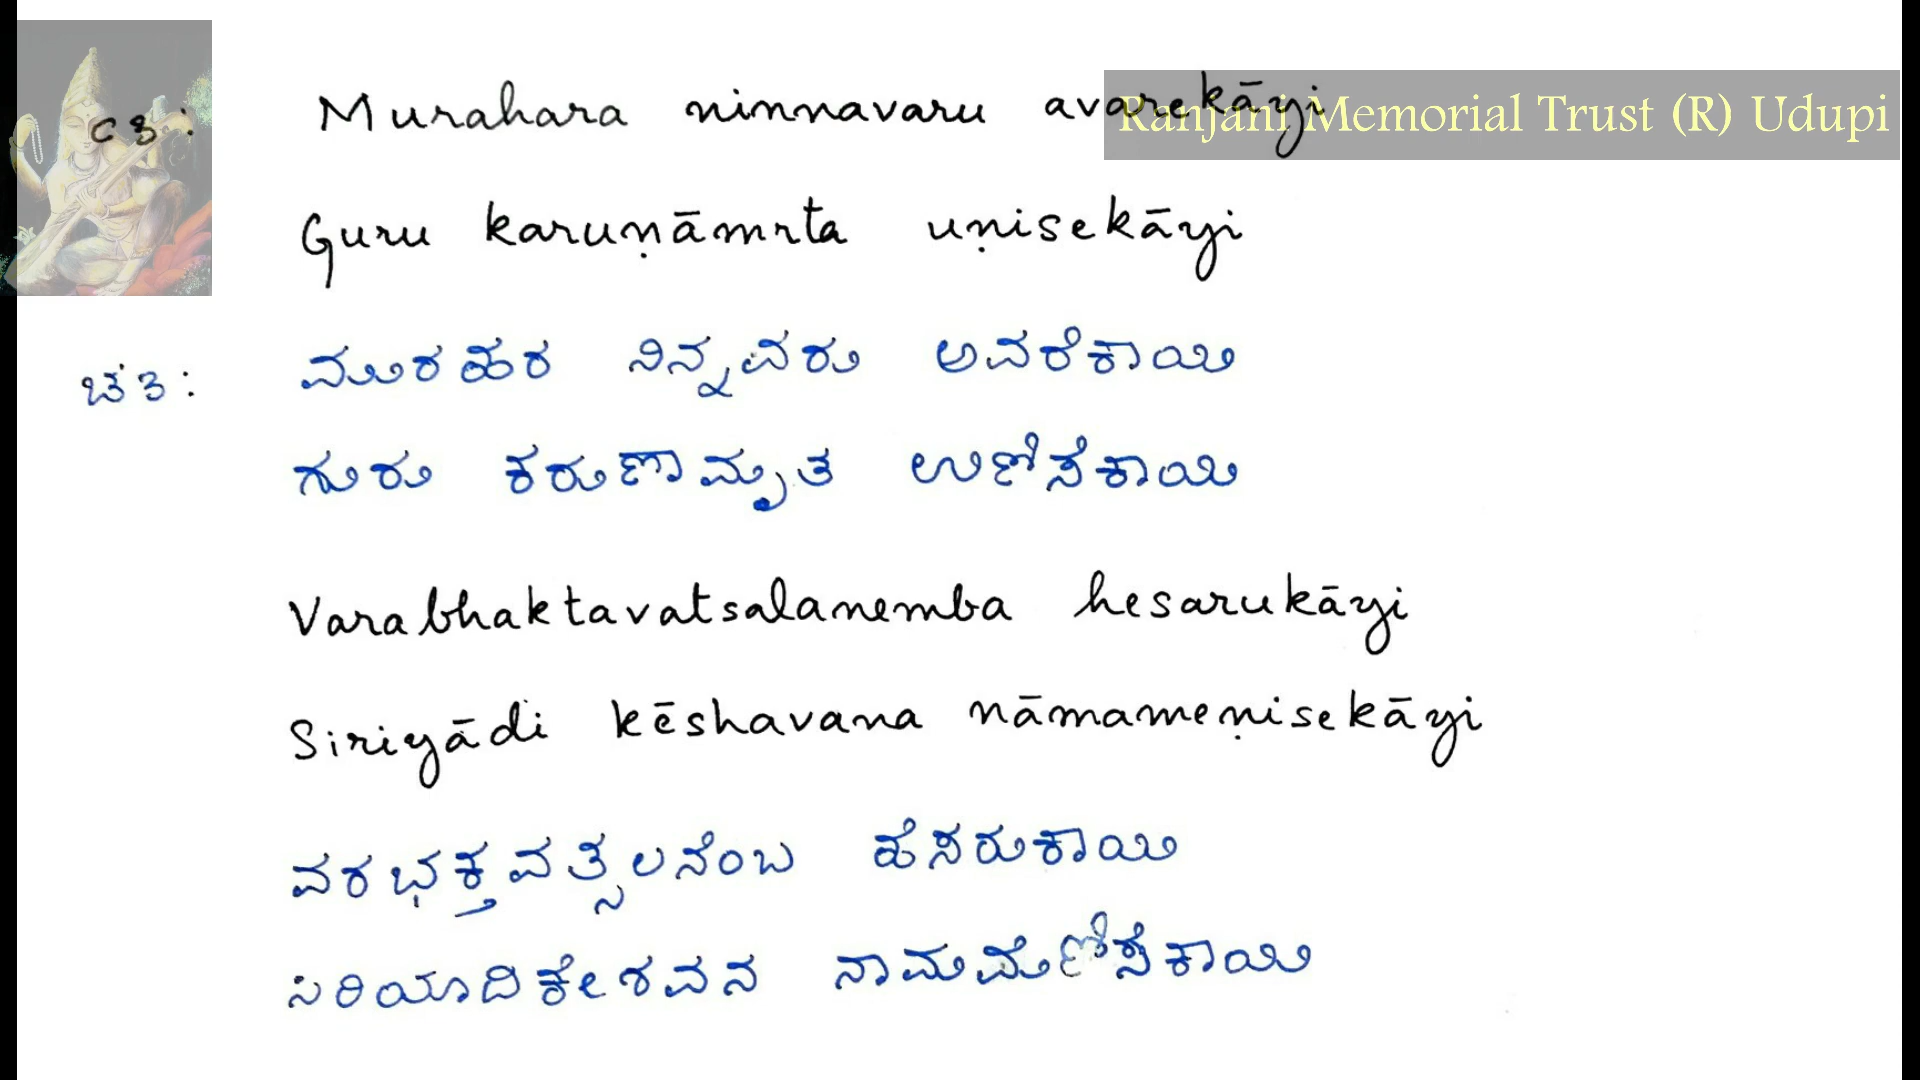 C3: Murahara ninnavaru avarekāyi
Ranjani Memorial Trust (R) Udupi
Guru karuṇāmrta uṇisekāyi
ಚ3: ಮುರಹರ ನಿನ್ನವರು ಅವರೆಕಾಯಿ
ಗುರು ಕರುಣಾಮೃತ ಉಣಿಸೆಕಾಯಿ
Varabhaktavatsalanemba hesarukāyi
Siriyādi kēshavana nāmameṇisekāyi
ವರಭಕ್ತವತ್ಸಲನೆಂಬ ಹೆಸರುಕಾಯಿ
ಸಿರಿಯಾದಿಕೇಶವನ ನಾಮಮೆಣಿಸೆಕಾಯಿ